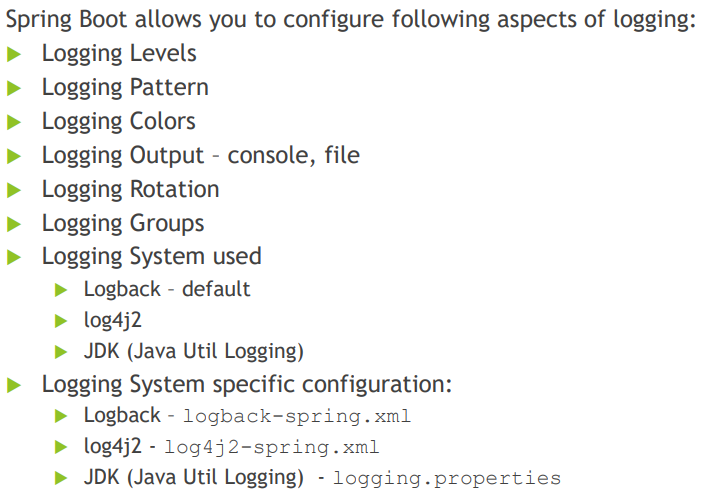 Spring Boot allows you to configure following aspects of logging:
Logging Levels
Logging Pattern
Logging Colors
Logging Output – console, file
Logging Rotation
Logging Groups
Logging System used
Logback – default
log4j2
JDK (Java Util Logging)
Logging System specific configuration:
Logback - logback-spring.xml
log4j2 - log4j2-spring.xml
JDK (Java Util Logging) - logging.properties